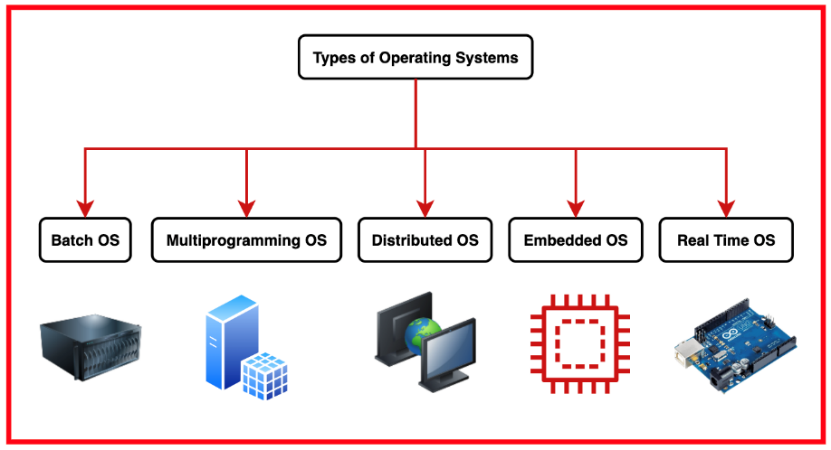 Types of Operating Systems
Batch OS
Multiprogramming OS
Distributed OS
Embedded OS
Real Time OS